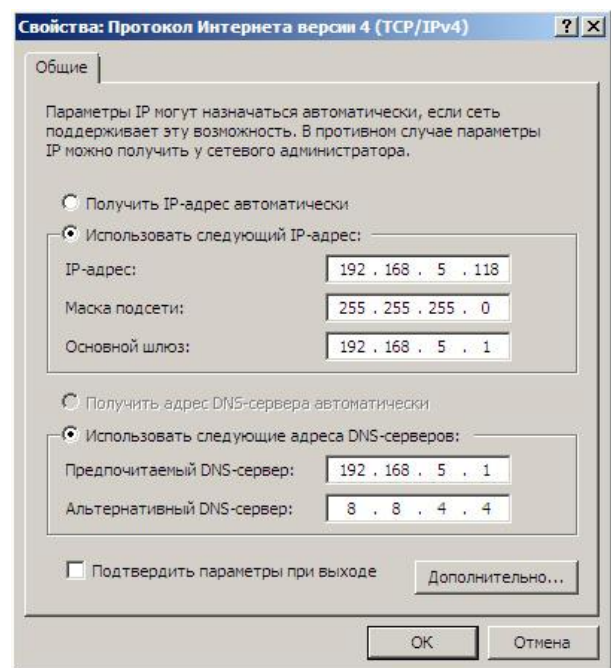 Свойства: Протокол Интернета версии 4 (TCP/IPv4)
Общие
Параметры IP могут назначаться автоматически, если сеть
поддерживает эту возможность. В противном случае параметры
IP можно получить у сетевого администратора.
Получить IP-адрес автоматически
Использовать следующий IP-адрес:
IP-адрес: 192 . 168 . 5 . 118
Маска подсети: 255 . 255 . 255 . 0
Основной шлюз: 192 . 168 . 5 . 1
Получить адрес DNS-сервера автоматически
Использовать следующие адреса DNS-серверов:
Предпочитаемый DNS-сервер: 192 . 168 . 5 . 1
Альтернативный DNS-сервер: 8 . 8 . 4 . 4
Подтвердить параметры при выходе
Дополнительно...
OK Отмена